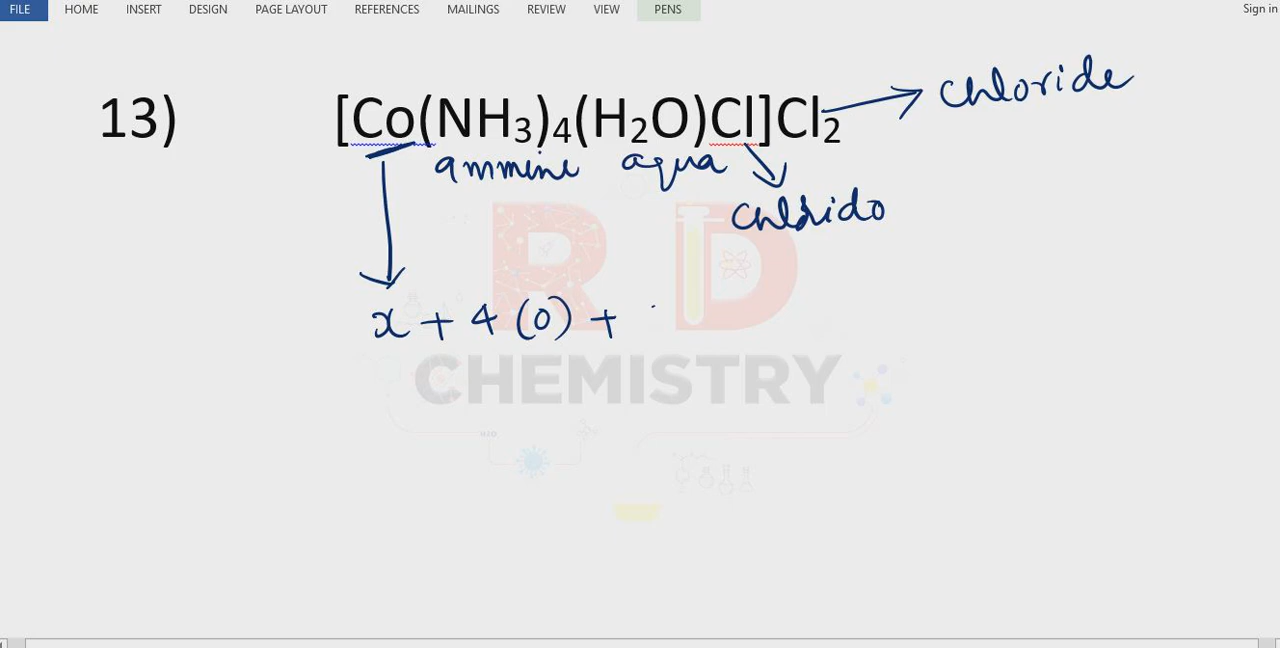 FILE HOME INSERT DESIGN PAGE LAYOUT REFERENCES MAILINGS REVIEW VIEW PENS Sign in
13) [Co(NH₃)₄(H₂O)Cl]Cl₂ → chloride
ammine aqua
chlorido
x + 4 (0) +
RD
CHEMISTRY